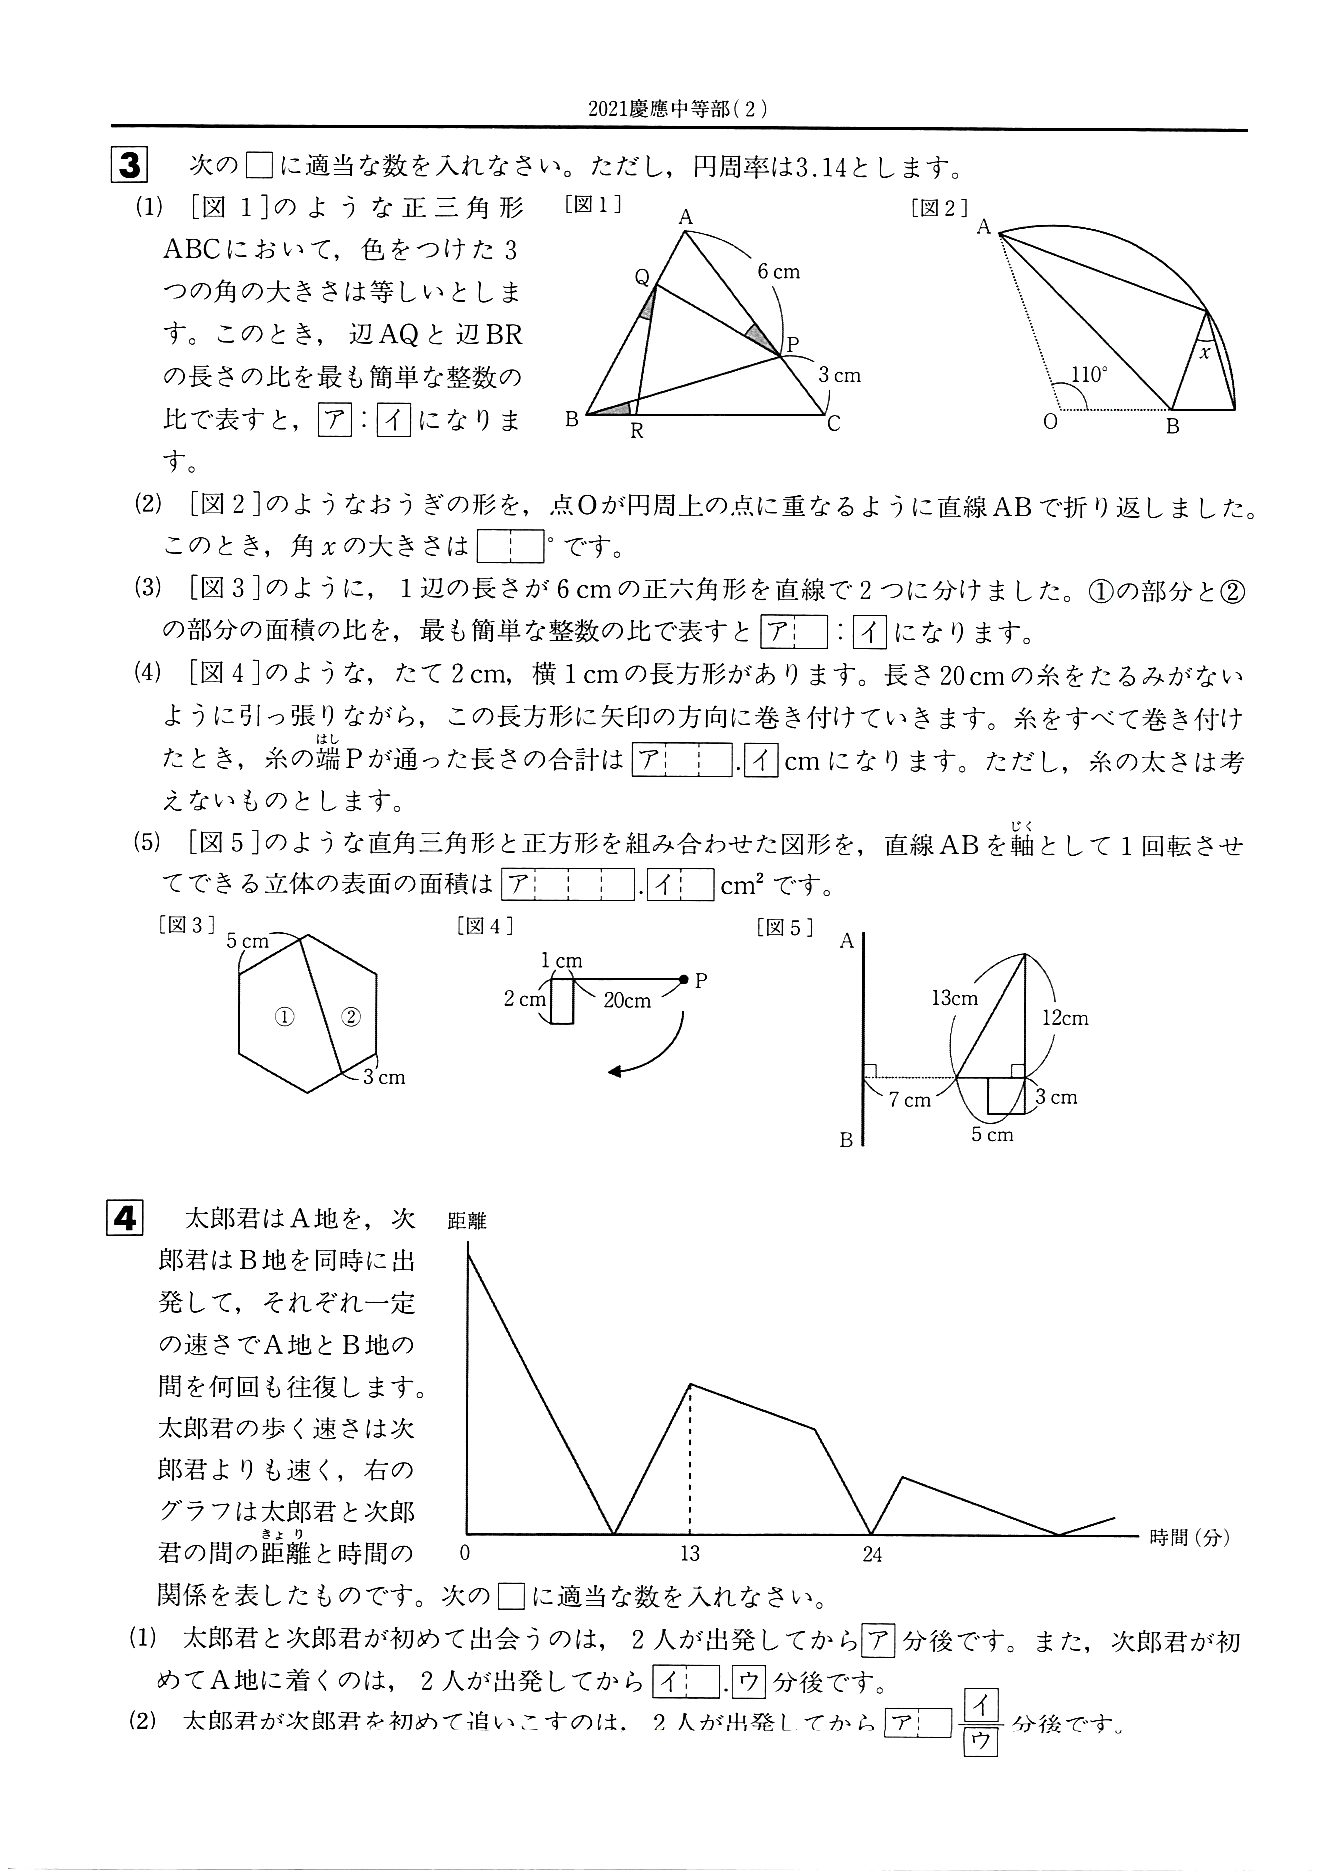 2021慶應中等部(2)
3 次の□に適当な数を入れなさい。ただし，円周率は3.14とします。
(1) [図1]のような正三角形
ABCにおいて，色をつけた3
つの角の大きさは等しいとしま
す。このとき，辺AQと辺BR
の長さの比を最も簡単な整数の
比で表すと，ア：イになりま
す。
[図1]
A
Q
6cm
P
3cm
B
R
C
[図2]
A
x
110°
O
B
(2) [図2]のようなおうぎの形を，点Oが円周上の点に重なるように直線ABで折り返しました。
このとき，角xの大きさは□°です。
(3) [図3]のように，1辺の長さが6cmの正六角形を直線で2つに分けました。①の部分と②
の部分の面積の比を，最も簡単な整数の比で表すとア：イになります。
(4) [図4]のような，たて2cm，横1cmの長方形があります。長さ20cmの糸をたるみがない
ように引っ張りながら，この長方形に矢印の方向に巻き付けていきます。糸をすべて巻き付け
はし
たとき，糸の端Pが通った長さの合計はア.イcmになります。ただし，糸の太さは考
えないものとします。
じく
(5) [図5]のような直角三角形と正方形を組み合わせた図形を，直線ABを軸として1回転させ
てできる立体の表面の面積はア.イcm²です。
[図3]
5cm
①
②
3cm
[図4]
1cm
2cm
20cm
P
[図5]
A
13cm
12cm
7cm
3cm
5cm
B
4 太郎君はA地を，次
郎君はB地を同時に出
発して，それぞれ一定
の速さでA地とB地の
間を何回も往復します。
太郎君の歩く速さは次
郎君よりも速く，右の
グラフは太郎君と次郎
きょり
君の間の距離と時間の
関係を表したものです。次の□に適当な数を入れなさい。
距離
0
13
24
時間(分)
(1) 太郎君と次郎君が初めて出会うのは，2人が出発してからア分後です。また，次郎君が初
めてA地に着くのは，2人が出発してからイ.ウ分後です。
(2) 太郎君が次郎君を初めて追いこすのは，2人が出発してからア イ/ウ 分後です。